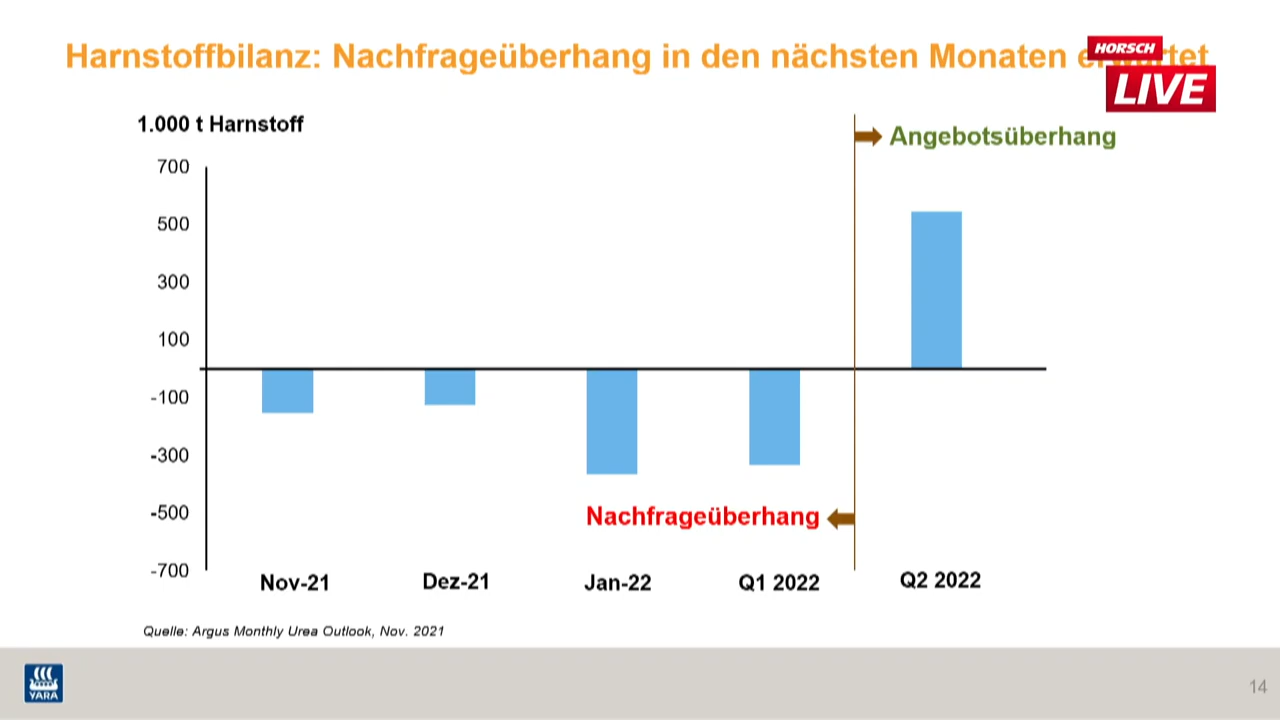 Harnstoffbilanz: Nachfrageüberhang in den nächsten Monaten erwartet
HORSCH
LIVE
1.000 t Harnstoff
Angebotsüberhang
700
500
300
100
-100
-300
-500
-700
Nachfrageüberhang
Nov-21
Dez-21
Jan-22
Q1 2022
Q2 2022
Quelle: Argus Monthly Urea Outlook, Nov. 2021
YARA
14